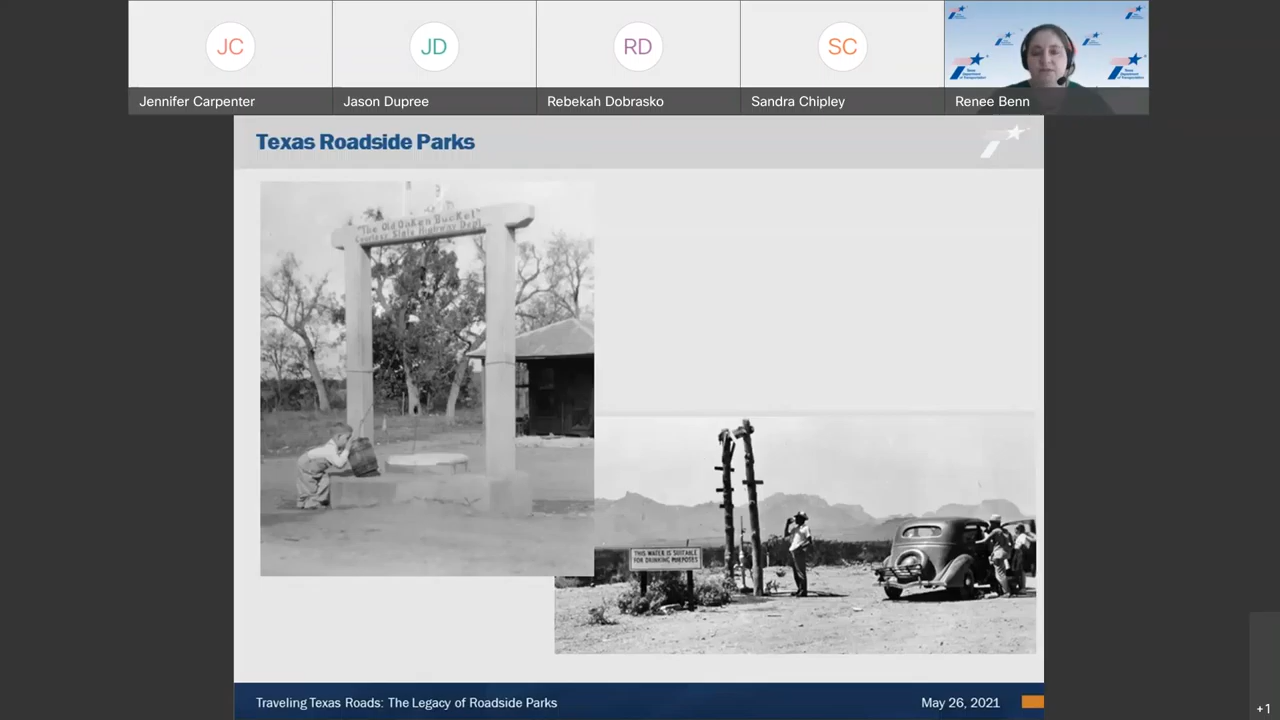 JC
JD
RD
SC
Jennifer Carpenter
Jason Dupree
Rebekah Dobrasko
Sandra Chipley
Renee Benn
Texas Roadside Parks
"The Old Oaken Bucket"
Courtesy State Highway Dept.
THIS WATER IS SUITABLE
FOR DRINKING PURPOSES
Traveling Texas Roads: The Legacy of Roadside Parks
May 26, 2021
+1